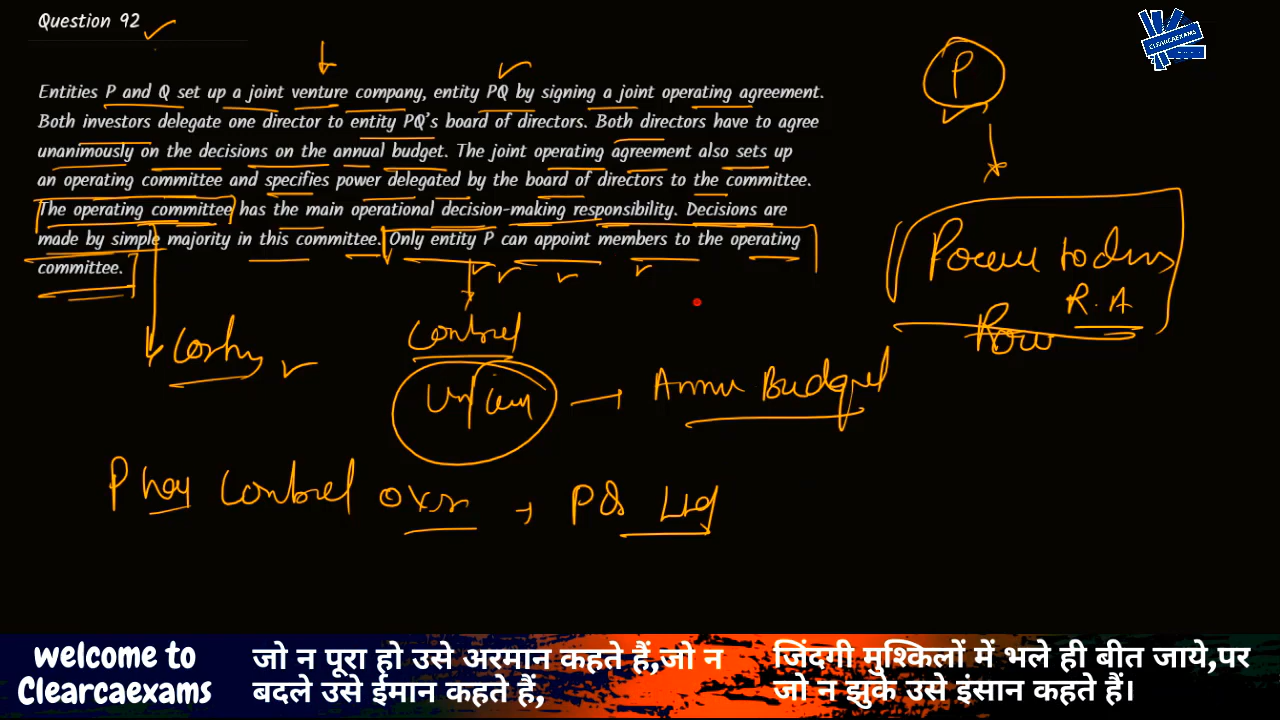 Question 92
CLEARCAEXAMS
Entities P and Q set up a joint venture company, entity PQ by signing a joint operating agreement.
Both investors delegate one director to entity PQ's board of directors. Both directors have to agree
unanimously on the decisions on the annual budget. The joint operating agreement also sets up
an operating committee and specifies power delegated by the board of directors to the committee.
The operating committee has the main operational decision-making responsibility. Decisions are
made by simple majority in this committee. Only entity P can appoint members to the operating
committee.
P
Power to
R.A
Control
Annu Budget
P has Control over PQ Ltd
welcome to
Clearcaexams
जो न पूरा हो उसे अरमान कहते हैं,जो न
बदले उसे ईमान कहते हैं,
जिंदगी मुश्किलों में भले ही बीत जाये,पर
जो न झुके उसे इंसान कहते हैं।